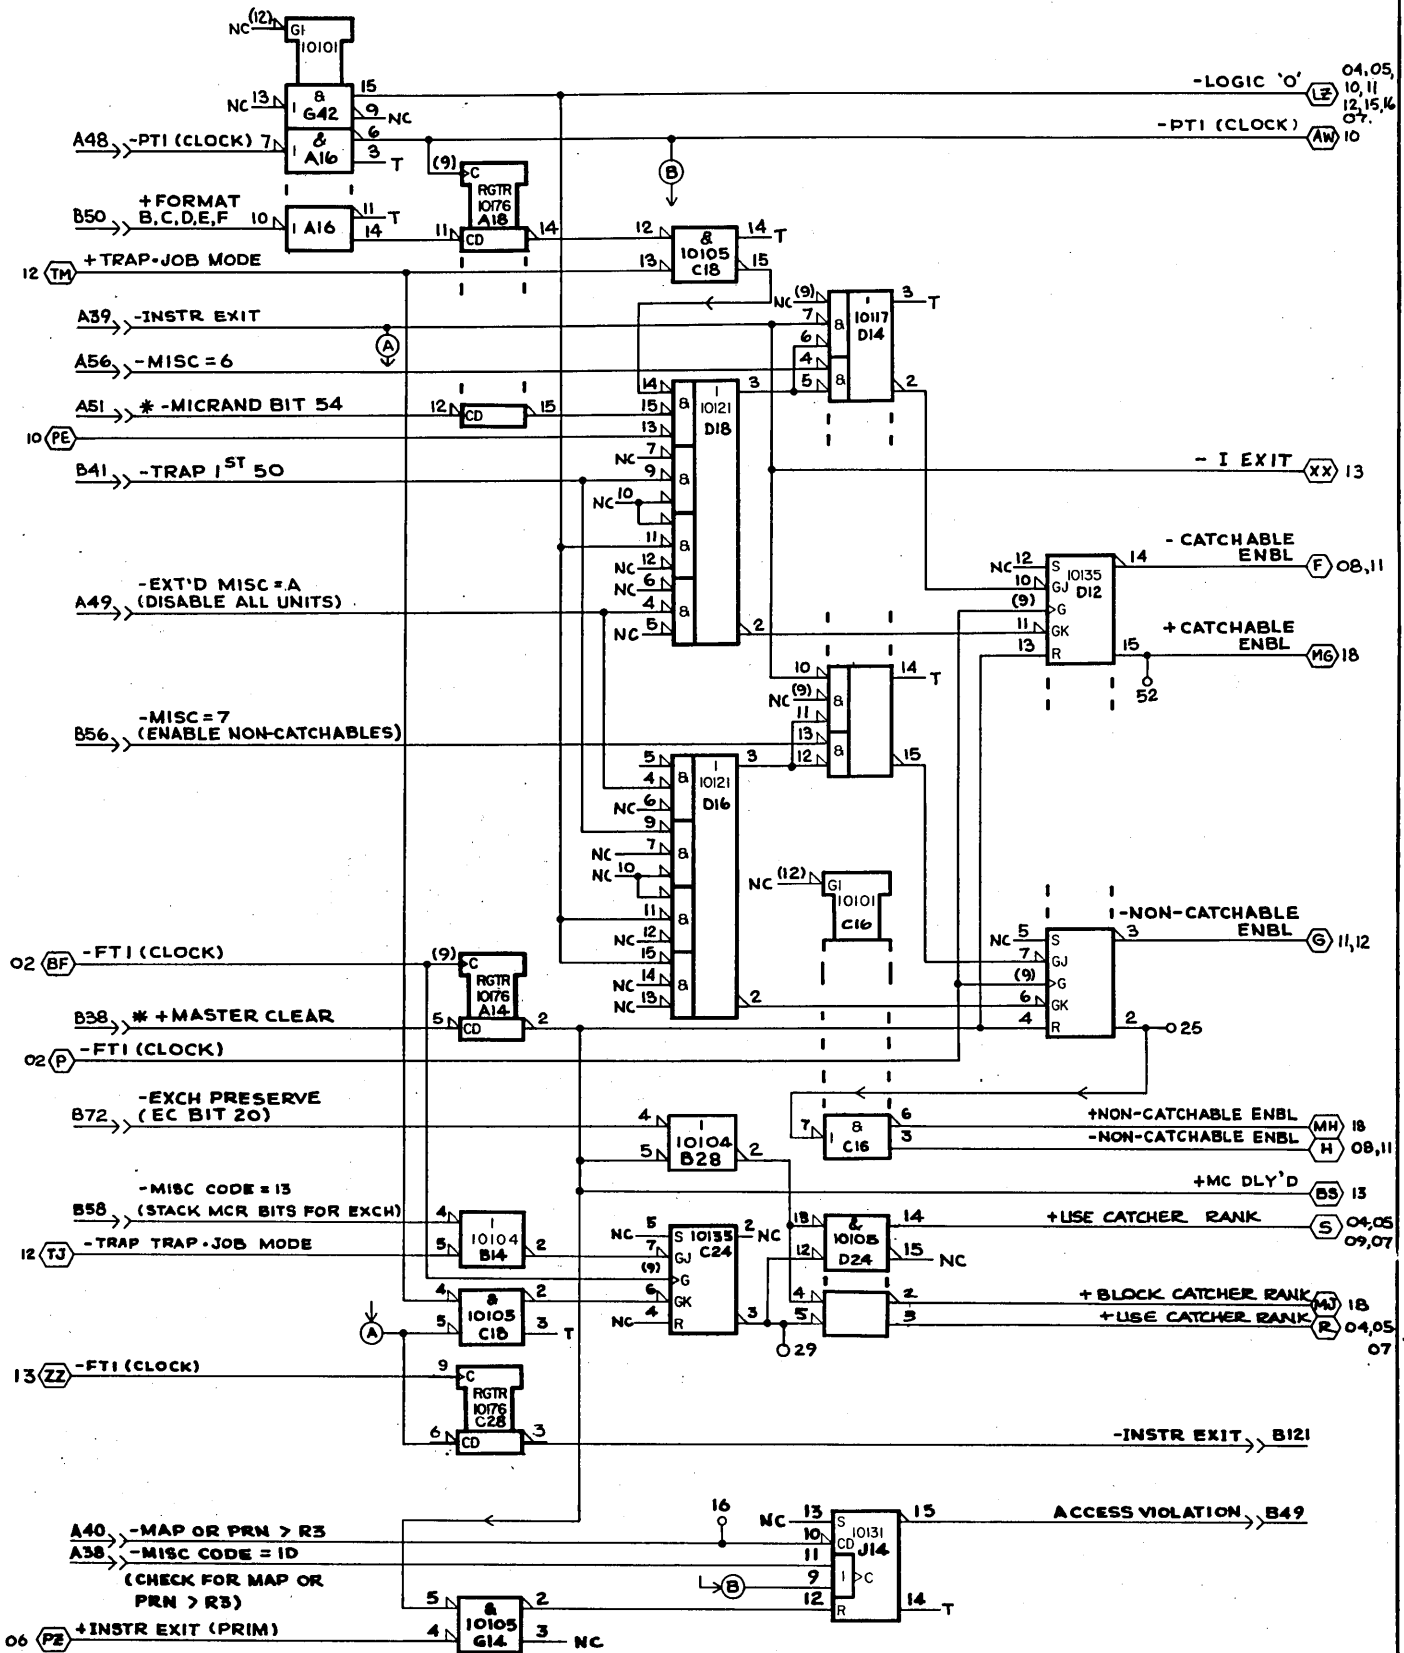 NC (12) G1
10101
NC 13 1 & G42 15 9 NC
-LOGIC 'O' LZ 04,05, 10,11 12,15,16 07.
A48 -PTI (CLOCK) 7 1 & A16 6 3 T
-PTI (CLOCK) AW 10
(9) C RGTR 10176 A18
B
B50 +FORMAT B,C,D,E,F 10 1 A16 11 T 14
11 CD 14
12 & 10105 C18 14 T
12 TM +TRAP·JOB MODE 13 15
A39 -INSTR EXIT
A
NC (9) 7 & 6 4 5 & 1 10117 D14 3 T 2
A56 -MISC = 6
A51 * -MICRAND BIT 54 12 CD 15
10 PE
14 15 13 & 1 10121 D18 3
B41 -TRAP 1ST 50
NC 7 9 & NC 10
11 & NC 12 NC 6 4 & NC 5 2
- I EXIT XX 13
A49 -EXT'D MISC = A (DISABLE ALL UNITS)
NC 12 S 10135 D12 10 GJ (9) G 11 GK 13 R 14 15
- CATCHABLE ENBL F 08,11
+ CATCHABLE ENBL MG 18
52
10 NC (9) & 11 13 12 & 14 T 15
B56 -MISC = 7 (ENABLE NON-CATCHABLES)
5 4 & NC 6 1 10121 D16 3
9 & NC 7 NC 10
11 & NC 12 15 NC 14 & NC 13 2
NC (12) G1 10101 C16
NC 5 S 7 GJ (9) G 6 GK 4 R 3 2
-NON-CATCHABLE ENBL G 11,12
25
02 BF -FTI (CLOCK) (9) C RGTR 10176 A14
B38 * +MASTER CLEAR 5 CD 2
02 P -FTI (CLOCK)
B72 -EXCH PRESERVE (EC BIT 20) 4 5 1 10104 B28 2
7 1 & C16 6 3
+NON-CATCHABLE ENBL MH 18
-NON-CATCHABLE ENBL H 08,11
+MC DLY'D BS 13
B58 -MISC CODE = 13 (STACK MCR BITS FOR EXCH) 4
12 TJ -TRAP TRAP·JOB MODE 5 1 10104 B14 2
NC 5 S 10135 C24 7 GJ (9) G 6 GK NC 4 R 2 NC 3
13 12 & 10105 D24 14 15 NC
+USE CATCHER RANK S 04,05 09,07
4 & 10105 C18 5 2 3 T
4 5 2 3
+ BLOCK CATCHER RANK MJ 18
+USE CATCHER RANK R 04,05 07
A
29
13 ZZ -FTI (CLOCK) 9 C RGTR 10176 C28
6 CD 3
-INSTR EXIT B121
16
A40 -MAP OR PRN > R3
A38 -MISC CODE = 1D
(CHECK FOR MAP OR PRN > R3)
NC 13 S 10131 J14 10 CD 11 9 1 C 12 R 15 14 T
B
ACCESS VIOLATION B49
5 & 10105 G14 2
06 PZ +INSTR EXIT (PRIM) 4 3 NC